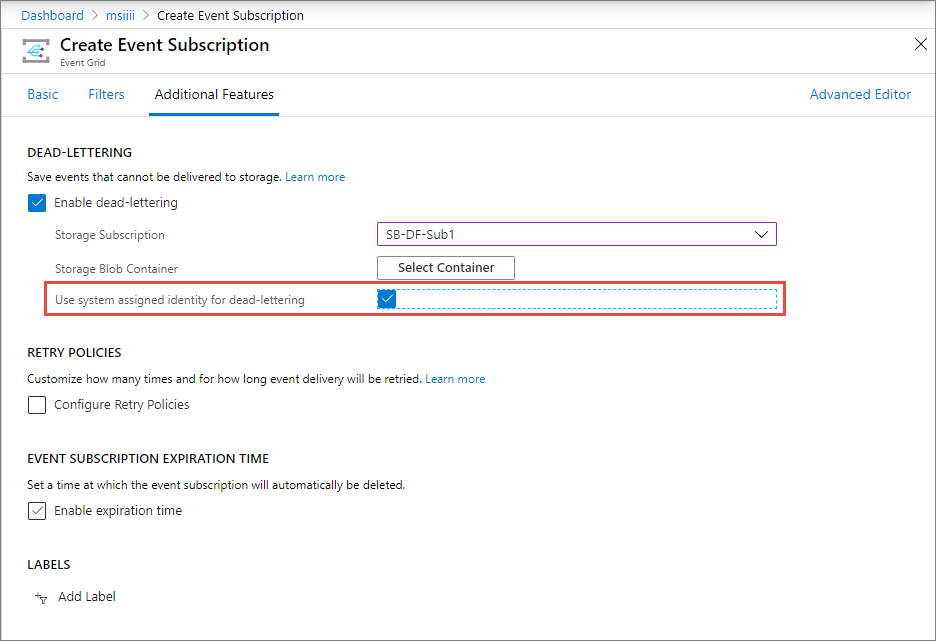 Dashboard > msiiii > Create Event Subscription
Create Event Subscription
Event Grid
Basic Filters Additional Features Advanced Editor
DEAD-LETTERING
Save events that cannot be delivered to storage. Learn more
Enable dead-lettering
Storage Subscription SB-DF-Sub1
Storage Blob Container Select Container
Use system assigned identity for dead-lettering
RETRY POLICIES
Customize how many times and for how long event delivery will be retried. Learn more
Configure Retry Policies
EVENT SUBSCRIPTION EXPIRATION TIME
Set a time at which the event subscription will automatically be deleted.
Enable expiration time
LABELS
Add Label